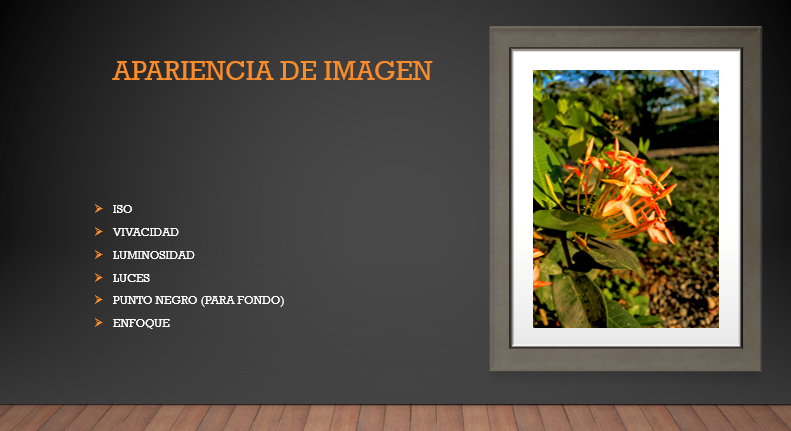 APARIENCIA DE IMAGEN
ISO
VIVACIDAD
LUMINOSIDAD
LUCES
PUNTO NEGRO (PARA FONDO)
ENFOQUE